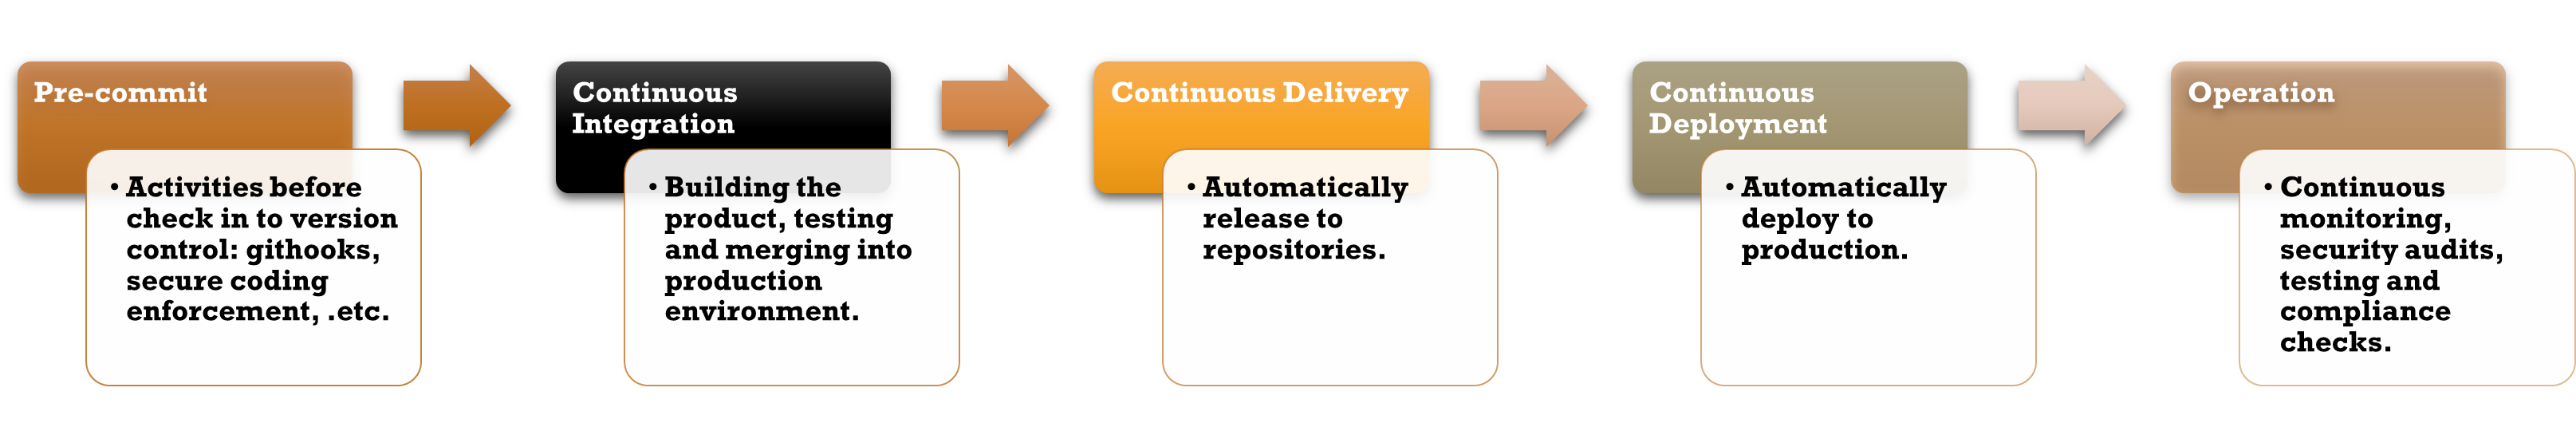 Pre-commit
• Activities before
check in to version
control: githooks,
secure coding
enforcement, .etc.
Continuous
Integration
• Building the
product, testing
and merging into
production
environment.
Continuous Delivery
• Automatically
release to
repositories.
Continuous
Deployment
• Automatically
deploy to
production.
Operation
• Continuous
monitoring,
security audits,
testing and
compliance
checks.